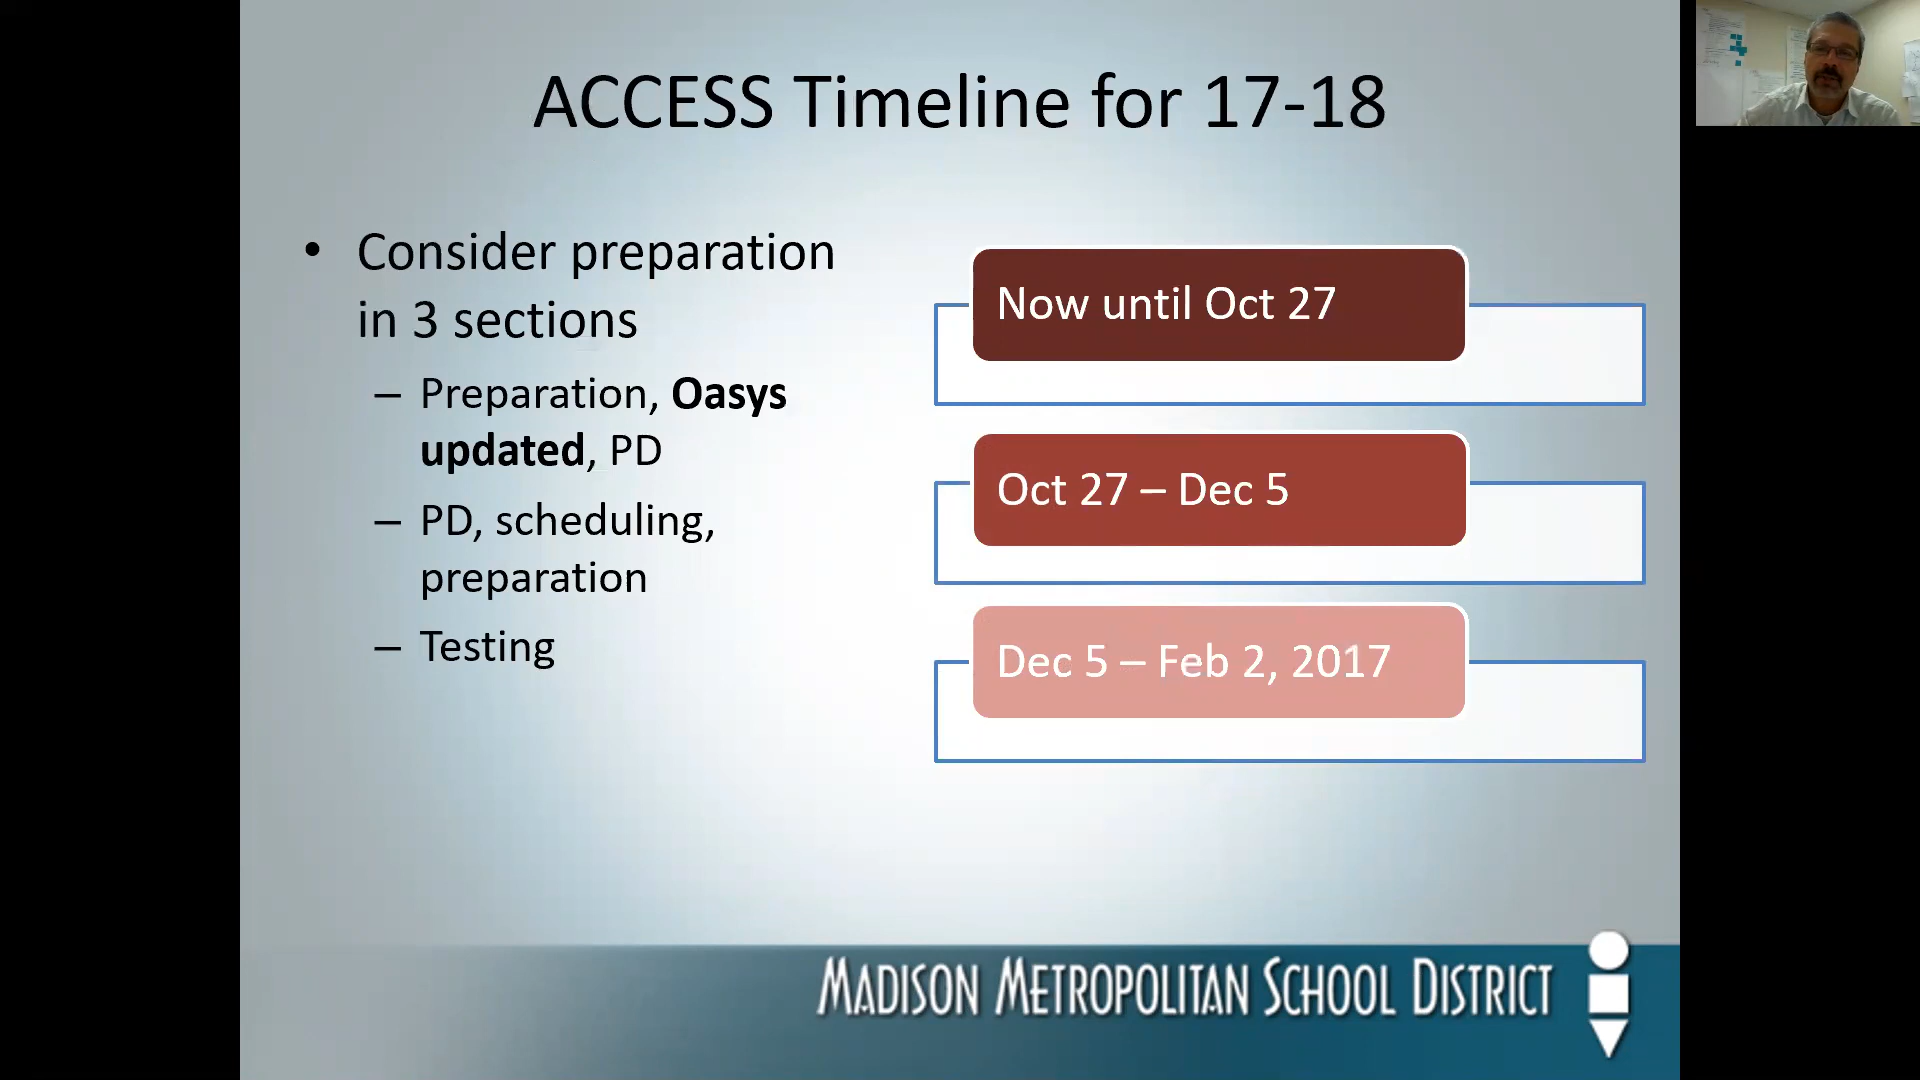 ACCESS Timeline for 17-18
• Consider preparation
in 3 sections
– Preparation, Oasys
updated, PD
– PD, scheduling,
preparation
– Testing
Now until Oct 27
Oct 27 – Dec 5
Dec 5 – Feb 2, 2017
MADISON METROPOLITAN SCHOOL DISTRICT